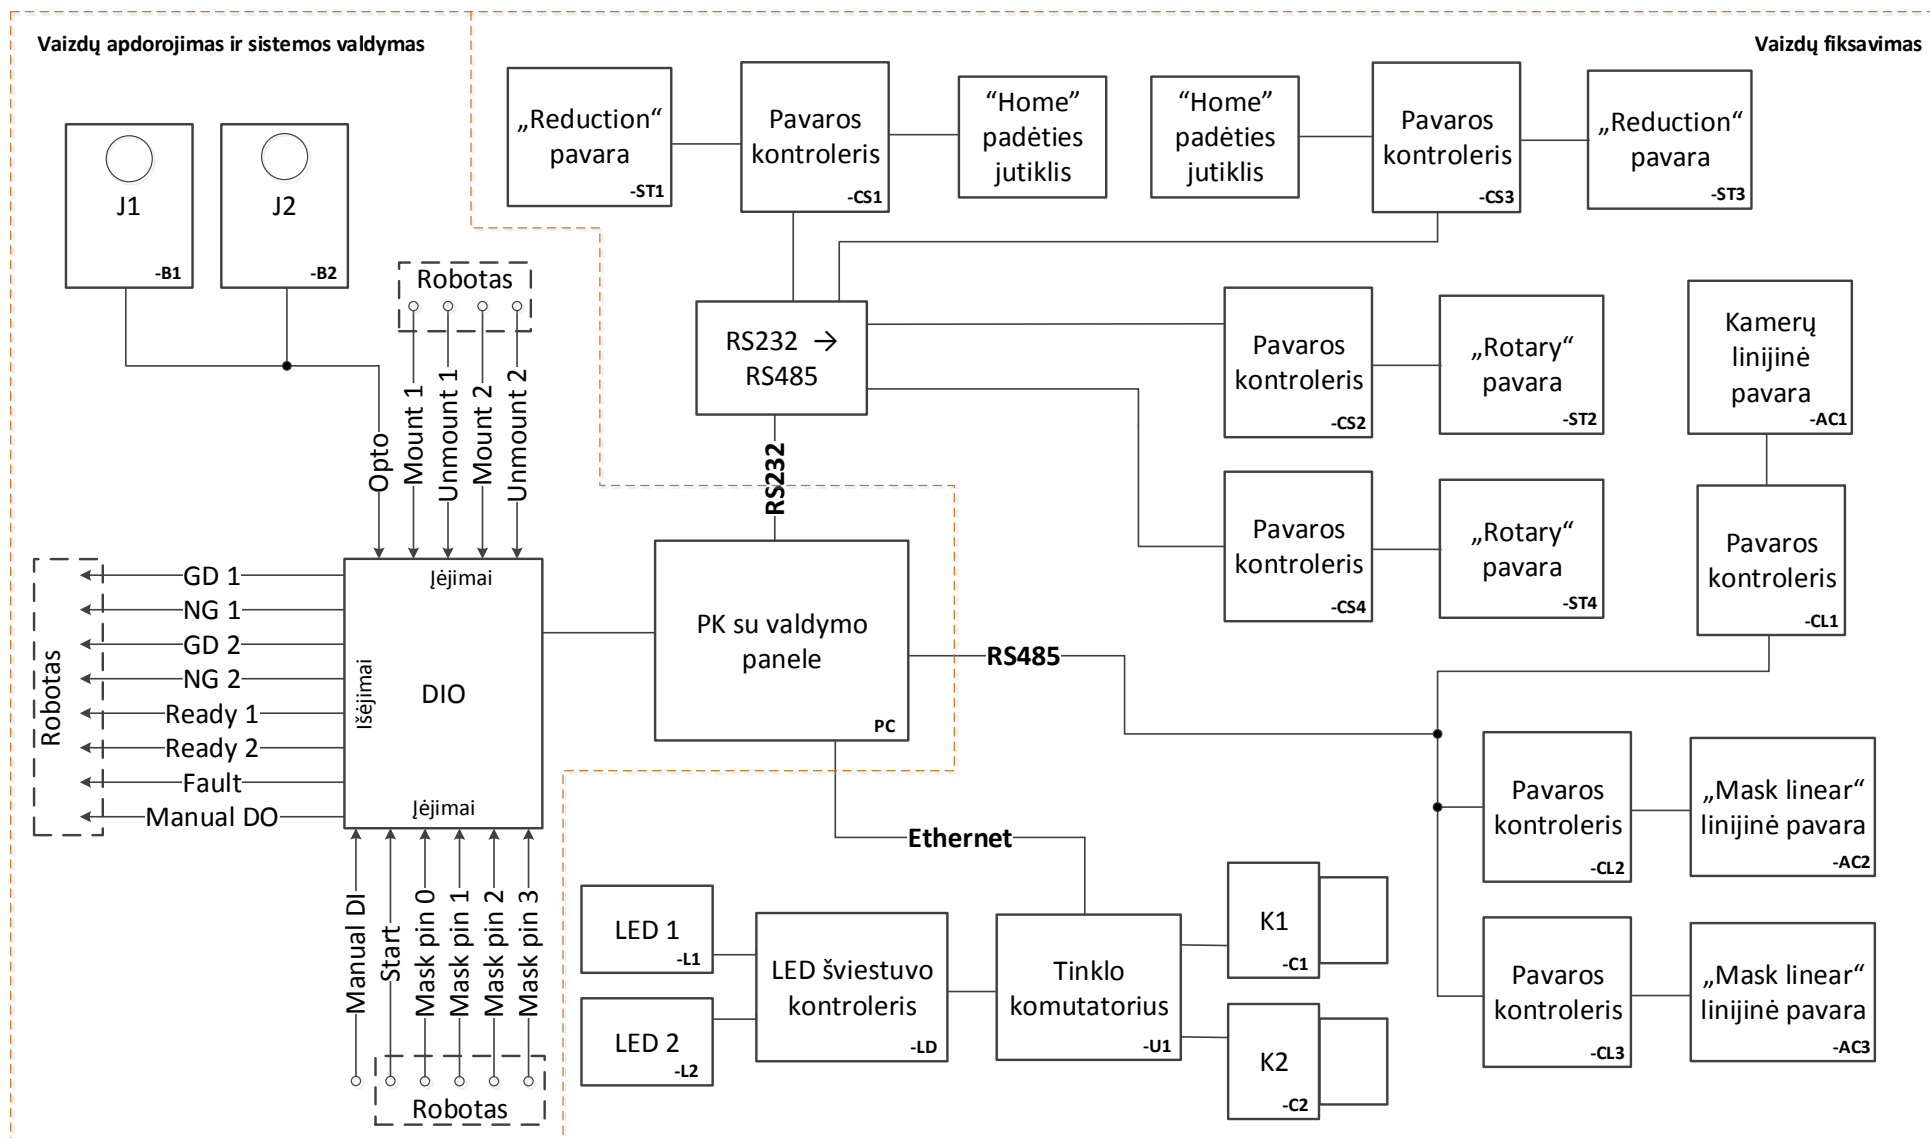 Vaizdų apdorojimas ir sistemos valdymas
Vaizdų fiksavimas
J1
-B1
J2
-B2
„Reduction“
pavara
-ST1
Pavaros
kontroleris
-CS1
“Home”
padėties
jutiklis
“Home”
padėties
jutiklis
Pavaros
kontroleris
-CS3
„Reduction“
pavara
-ST3
Robotas
Opto
Mount 1
Unmount 1
Mount 2
Unmount 2
RS232 →
RS485
RS232
Pavaros
kontroleris
-CS2
„Rotary“
pavara
-ST2
Kamerų
linijinė
pavara
-AC1
Pavaros
kontroleris
-CS4
„Rotary“
pavara
-ST4
Pavaros
kontroleris
-CL1
Robotas
GD 1
NG 1
GD 2
NG 2
Ready 1
Ready 2
Fault
Manual DO
Įėjimai
Išėjimai
DIO
Įėjimai
PK su valdymo
panele
PC
RS485
Ethernet
Pavaros
kontroleris
-CL2
„Mask linear“
linijinė pavara
-AC2
Manual DI
Start
Mask pin 0
Mask pin 1
Mask pin 2
Mask pin 3
Robotas
LED 1
-L1
LED 2
-L2
LED šviestuvo
kontroleris
-LD
Tinklo
komutatorius
-U1
K1
-C1
K2
-C2
Pavaros
kontroleris
-CL3
„Mask linear“
linijinė pavara
-AC3